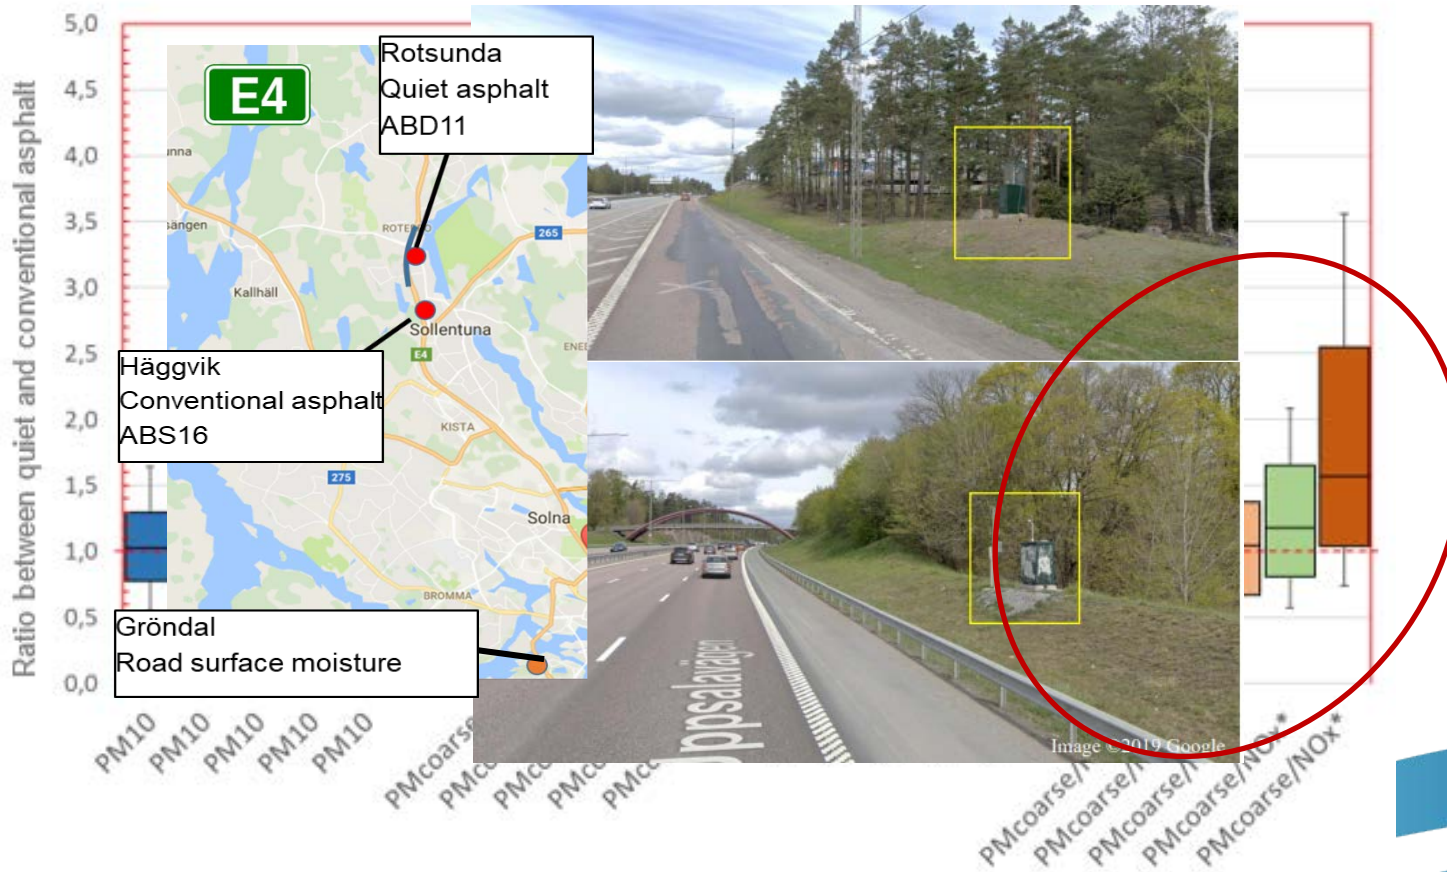 Ratio between quiet and conventional asphalt
5,0
4,5
4,0
3,5
3,0
2,5
2,0
1,5
1,0
0,5
0,0
E4
Rotsunda
Quiet asphalt
ABD11
265
Kallhäll
Sollentuna
E4
Häggvik
Conventional asphalt
ABS16
KISTA
275
Solna
BROMMA
Gröndal
Road surface moisture
ppsalavägen
Image ©2019 Google
PM10
PM10
PM10
PM10
PM10
PMcoarse
PMcoarse/NOx*
PMcoarse/NOx*